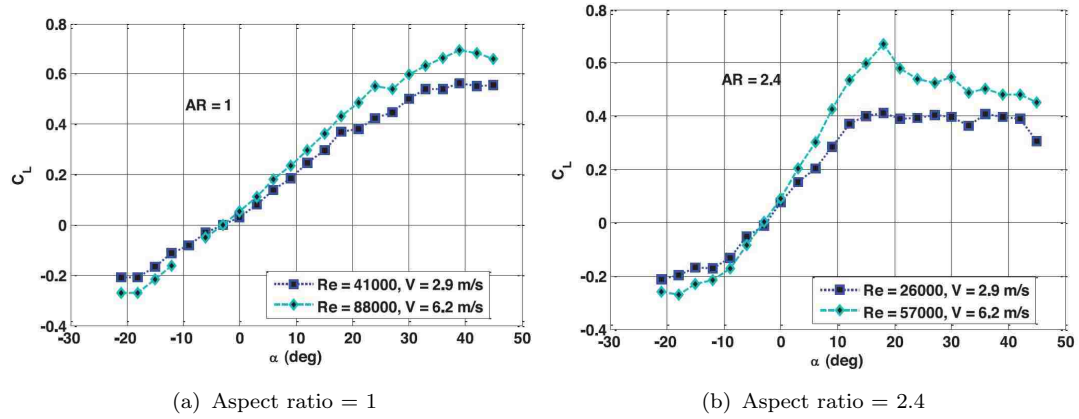 0.8
0.6
0.4
0.2
0
-0.2
-0.4
C_L
AR = 1
Re = 41000, V = 2.9 m/s
Re = 88000, V = 6.2 m/s
-30 -20 -10 0 10 20 30 40 50
α (deg)
(a) Aspect ratio = 1
0.8
0.6
0.4
0.2
0
-0.2
-0.4
C_L
AR = 2.4
Re = 26000, V = 2.9 m/s
Re = 57000, V = 6.2 m/s
-30 -20 -10 0 10 20 30 40 50
α (deg)
(b) Aspect ratio = 2.4